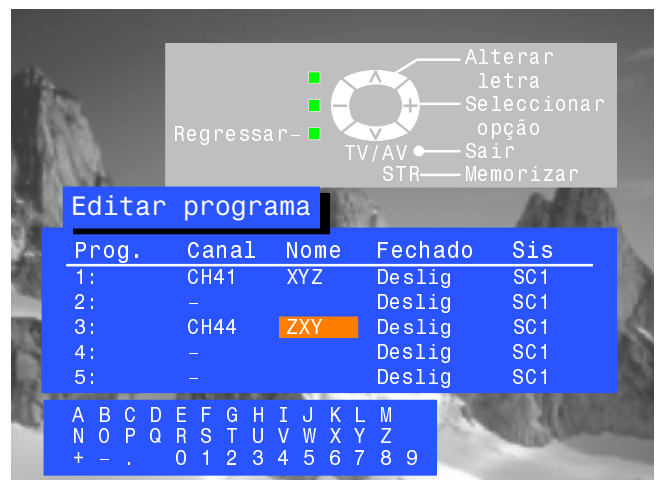 Alterar
letra
Seleccionar
Regressar–
opção
TV/AV Sair
STR Memorizar
Editar programa
Prog. Canal Nome Fechado Sis
1: CH41 XYZ Deslig SC1
2: – Deslig SC1
3: CH44 ZXY Deslig SC1
4: – Deslig SC1
5: – Deslig SC1
A B C D E F G H I J K L M
N O P Q R S T U V W X Y Z
+ – . 0 1 2 3 4 5 6 7 8 9